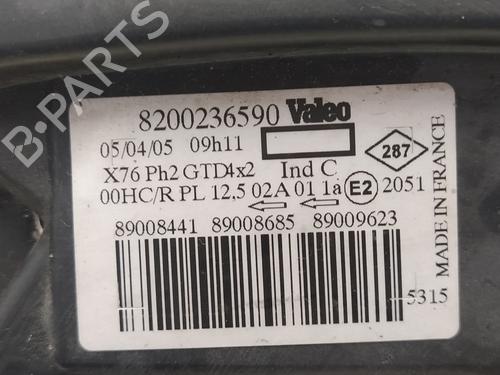 8200236590 Valeo
05/04/05 09h11
X76 Ph2 GTD4x2 Ind C
287
00HC/R PL 12,5 02A 01 1a E2 2051
89008441 89008685 89009623
5315
MADE IN FRANCE
B-PARTS